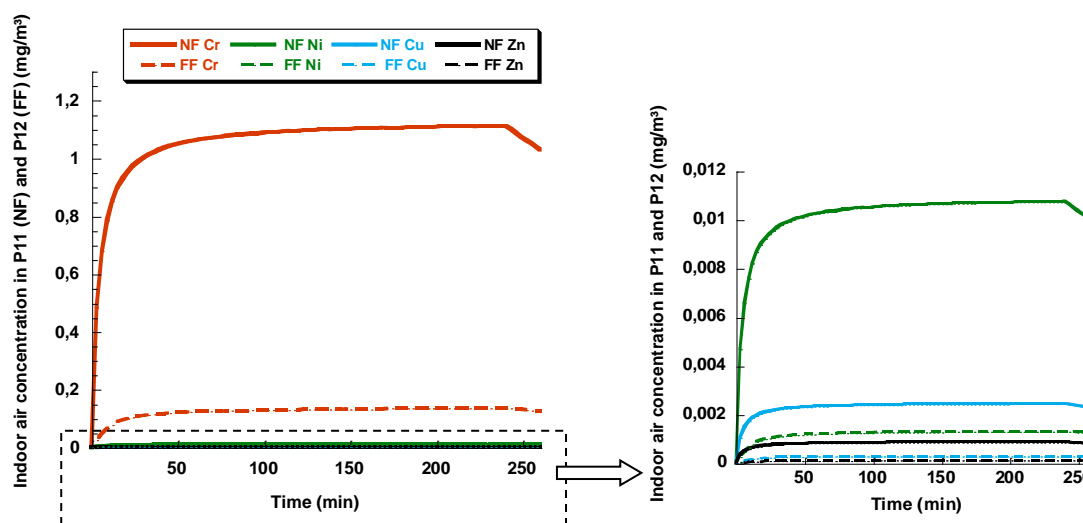 NF Cr NF Ni NF Cu NF Zn
FF Cr FF Ni FF Cu FF Zn
Indoor air concentration in P11 (NF) and P12 (FF) (mg/m³)
1,2
1
0,8
0,6
0,4
0,2
0
50 100 150 200 250
Time (min)
Indoor air concentration in P11 and P12 (mg/m³)
0,012
0,01
0,008
0,006
0,004
0,002
0
50 100 150 200 250
Time (min)